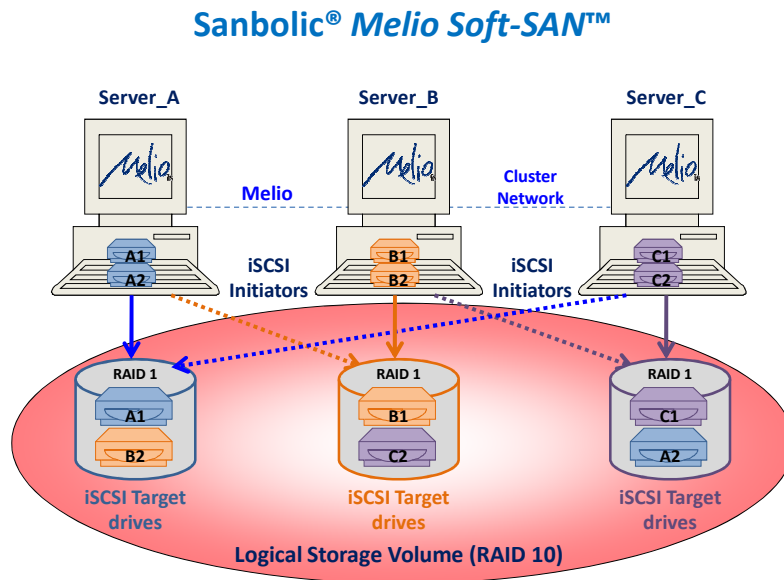 Sanbolic® Melio Soft-SAN™
Server_A
Server_B
Server_C
Melio
Melio
Melio
Melio
Cluster
Network
A1
A2
B1
B2
C1
C2
iSCSI
Initiators
iSCSI
Initiators
RAID 1
RAID 1
RAID 1
A1
B2
B1
C2
C1
A2
iSCSI Target
drives
iSCSI Target
drives
iSCSI Target
drives
Logical Storage Volume (RAID 10)